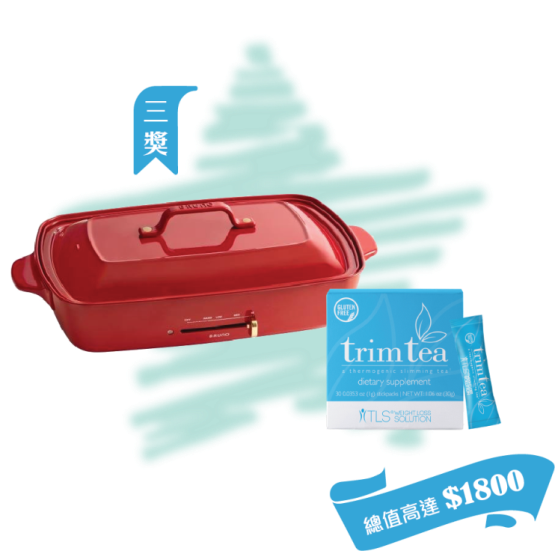 三獎
GLUTEN
FREE
trim tea
a thermogenic slimming tea
dietary supplement
TLS® WEIGHT LOSS
SOLUTION
trim tea
總值高達 $1800